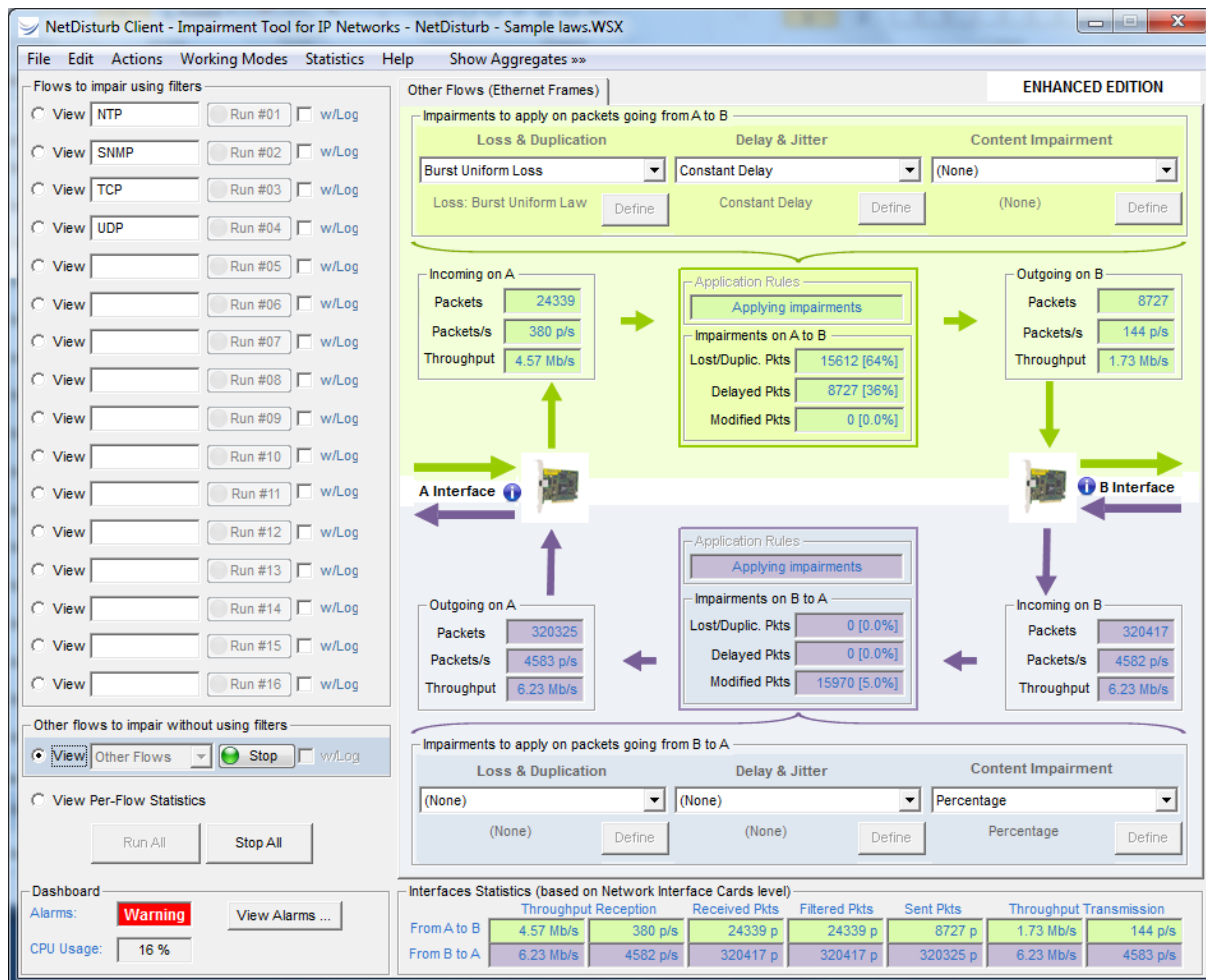 NetDisturb Client - Impairment Tool for IP Networks - NetDisturb - Sample laws.WSX
File Edit Actions Working Modes Statistics Help Show Aggregates »»
Flows to impair using filters
View NTP Run #01 w/Log
View SNMP Run #02 w/Log
View TCP Run #03 w/Log
View UDP Run #04 w/Log
View Run #05 w/Log
View Run #06 w/Log
View Run #07 w/Log
View Run #08 w/Log
View Run #09 w/Log
View Run #10 w/Log
View Run #11 w/Log
View Run #12 w/Log
View Run #13 w/Log
View Run #14 w/Log
View Run #15 w/Log
View Run #16 w/Log
Other flows to impair without using filters
View Other Flows Stop w/Log
View Per-Flow Statistics
Run All Stop All
Dashboard
Alarms: Warning View Alarms ...
CPU Usage: 16 %
Other Flows (Ethernet Frames) ENHANCED EDITION
Impairments to apply on packets going from A to B
Loss & Duplication Delay & Jitter Content Impairment
Burst Uniform Loss Constant Delay (None)
Loss: Burst Uniform Law Define Constant Delay Define (None) Define
Incoming on A
Packets 24339
Packets/s 380 p/s
Throughput 4.57 Mb/s
Application Rules
Applying impairments
Impairments on A to B
Lost/Duplic. Pkts 15612 [64%]
Delayed Pkts 8727 [36%]
Modified Pkts 0 [0.0%]
Outgoing on B
Packets 8727
Packets/s 144 p/s
Throughput 1.73 Mb/s
A Interface B Interface
Outgoing on A
Packets 320325
Packets/s 4583 p/s
Throughput 6.23 Mb/s
Application Rules
Applying impairments
Impairments on B to A
Lost/Duplic. Pkts 0 [0.0%]
Delayed Pkts 0 [0.0%]
Modified Pkts 15970 [5.0%]
Incoming on B
Packets 320417
Packets/s 4582 p/s
Throughput 6.23 Mb/s
Impairments to apply on packets going from B to A
Loss & Duplication Delay & Jitter Content Impairment
(None) (None) Percentage
(None) Define (None) Define Percentage Define
Interfaces Statistics (based on Network Interface Cards level)
Throughput Reception Received Pkts Filtered Pkts Sent Pkts Throughput Transmission
From A to B 4.57 Mb/s 380 p/s 24339 p 24339 p 8727 p 1.73 Mb/s 144 p/s
From B to A 6.23 Mb/s 4582 p/s 320417 p 320417 p 320325 p 6.23 Mb/s 4583 p/s